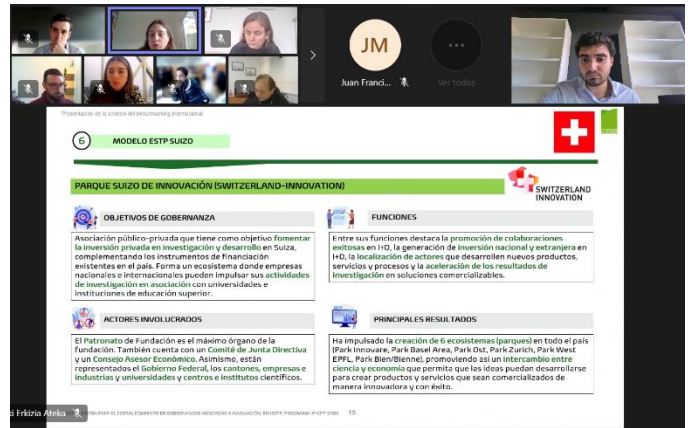 JM
Juan Franci...
Ver todos
Presentación de la síntesis del benchmarking internacional
6
MODELO ESTP SUIZO
PARQUE SUIZO DE INNOVACIÓN (SWITZERLAND-INNOVATION)
SWITZERLAND
INNOVATION
OBJETIVOS DE GOBERNANZA
Asociación público-privada que tiene como objetivo fomentar
la inversión privada en investigación y desarrollo en Suiza,
complementando los instrumentos de financiación
existentes en el país. Forma un ecosistema donde empresas
nacionales e internacionales pueden impulsar sus actividades
de investigación en asociación con universidades e
instituciones de educación superior.
FUNCIONES
Entre sus funciones destaca la promoción de colaboraciones
exitosas en I+D, la generación de inversión nacional y extranjera en
I+D, la localización de actores que desarrollen nuevos productos,
servicios y procesos y la aceleración de los resultados de
investigación en soluciones comercializables.
ACTORES INVOLUCRADOS
El Patronato de Fundación es el máximo órgano de la
fundación. También cuenta con un Comité de Junta Directiva
y un Consejo Asesor Económico. Asimismo, están
representados el Gobierno Federal, los cantones, empresas e
industrias y universidades y centros e institutos científicos.
PRINCIPALES RESULTADOS
Ha impulsado la creación de 6 ecosistemas (parques) en todo el país
(Park Innovare, Park Basel Area, Park Ost, Park Zurich, Park West
EPFL, Park Biel/Bienne), promoviendo así un intercambio entre
ciencia y economía que permita que las ideas puedan desarrollarse
para crear productos y servicios que sean comercializados de
manera innovadora y con éxito.
Erkizia Ateka
19